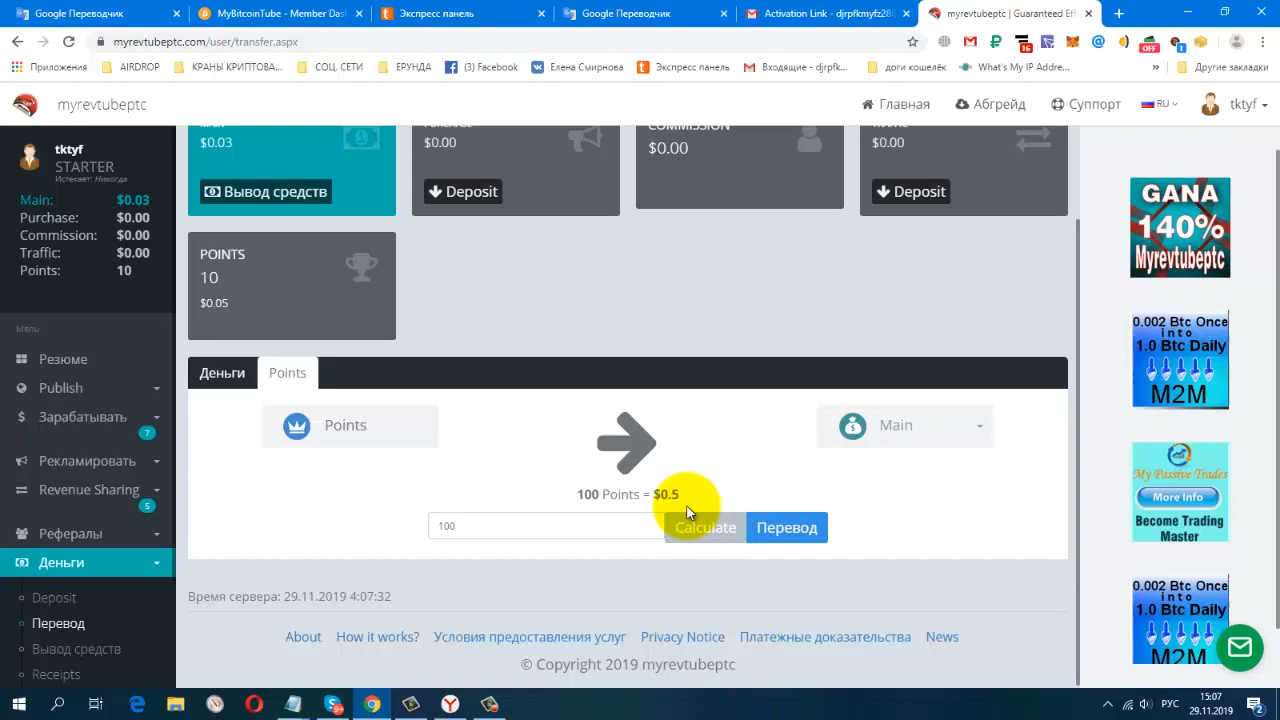 Google Переводчик
MyBitcoinTube - Member Das
Экспресс панель
Google Переводчик
Activation Link - djrpfkmyfz28@
myrevtubeptc | Guaranteed Eff
myrevtubeptc.com/user/transfer.aspx
16
OFF
1
Приложения
AIRDROP
КРАНЫ КРИПТОВА...
СОЦ. СЕТИ
ЕРУНДА
(3) Facebook
Елена Смирнова
Экспресс панель
Входящие - djrpfk...
доги кошелёк
What's My IP Addre...
»
Другие закладки
myrevtubeptc
Главная
Абгрейд
Суппорт
RU
tktyf
tktyf
STARTER
Истекает: Никогда
Main: $0.03
Purchase: $0.00
Commission: $0.00
Traffic: $0.00
Points: 10
Menu
Резюме
Publish
Зарабатывать
7
Рекламировать
Revenue Sharing
5
Рефералы
Деньги
Deposit
Перевод
Вывод средств
Receipts
$0.03
Вывод средств
$0.00
Deposit
COMMISSION
$0.00
$0.00
Deposit
POINTS
10
$0.05
Деньги
Points
Points
Main
100 Points = $0.5
100
Calculate
Перевод
Время сервера: 29.11.2019 4:07:32
About
How it works?
Условия предоставления услуг
Privacy Notice
Платежные доказательства
News
© Copyright 2019 myrevtubeptc
GANA
140%
Myrevtubeptc
0.002 Btc Once
into
1.0 Btc Daily
M2M
My Passive Trades
More Info
Become Trading
Master
0.002 Btc Once
into
1.0 Btc Daily
M2M
РУС
15:07
29.11.2019
2